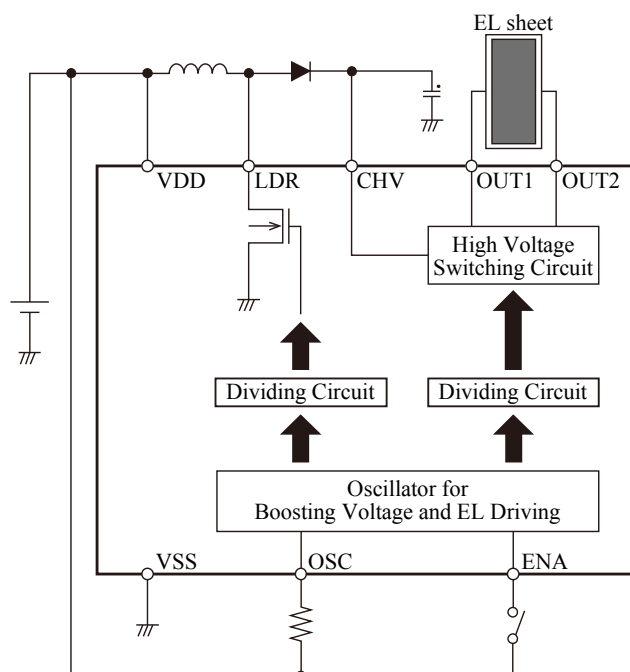 EL sheet
VDD
LDR
CHV
OUT1
OUT2
High Voltage
Switching Circuit
Dividing Circuit
Dividing Circuit
Oscillator for
Boosting Voltage and EL Driving
VSS
OSC
ENA